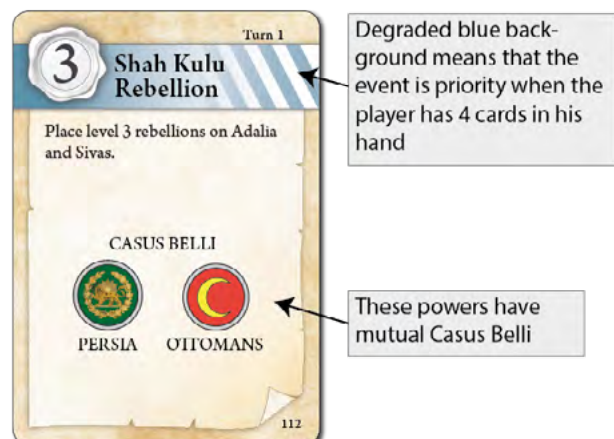 Turn 1
3
Shah Kulu
Rebellion
Place level 3 rebellions on Adalia
and Sivas.
CASUS BELLI
PERSIA OTTOMANS
112
Degraded blue back-
ground means that the
event is priority when the
player has 4 cards in his
hand
These powers have
mutual Casus Belli